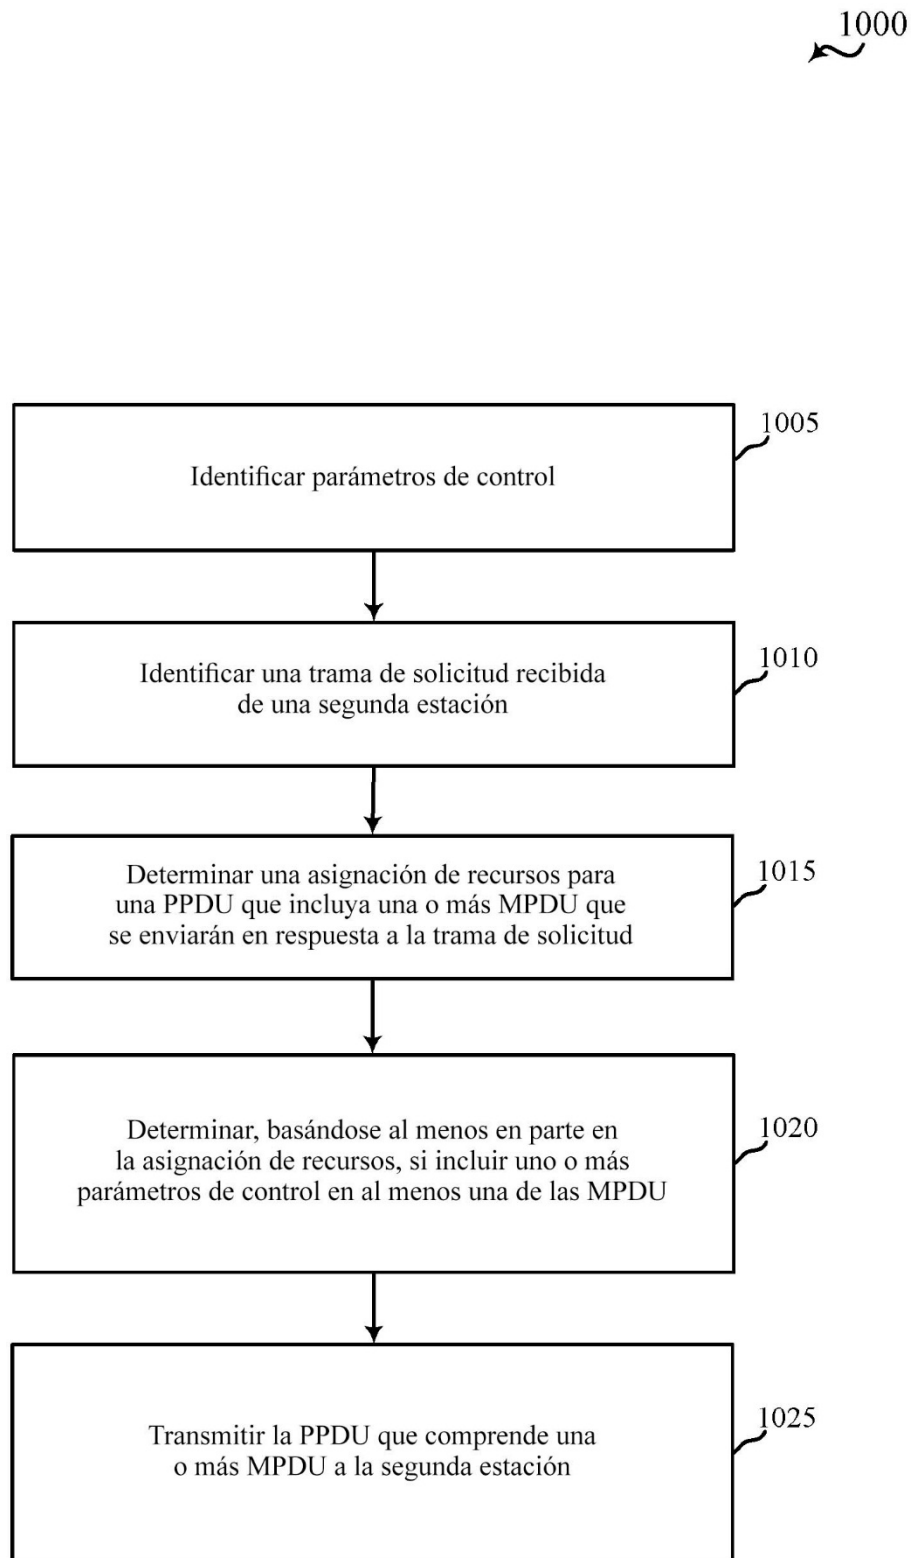 1000
Identificar parámetros de control
1005
Identificar una trama de solicitud recibida
de una segunda estación
1010
Determinar una asignación de recursos para
una PPDU que incluya una o más MPDU que
se enviarán en respuesta a la trama de solicitud
1015
Determinar, basándose al menos en parte en
la asignación de recursos, si incluir uno o más
parámetros de control en al menos una de las MPDU
1020
Transmitir la PPDU que comprende una
o más MPDU a la segunda estación
1025